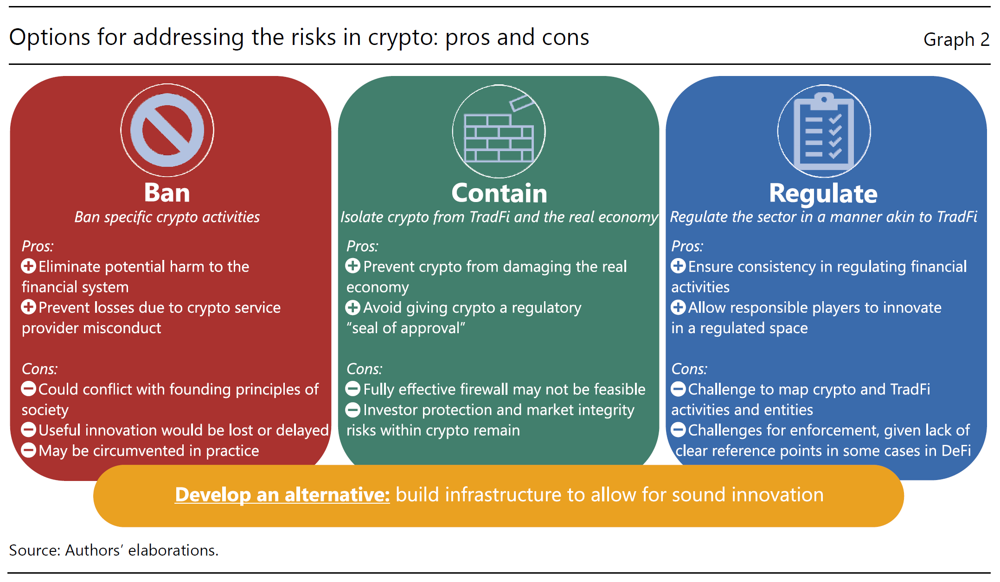 Options for addressing the risks in crypto: pros and cons
Graph 2
Ban
Ban specific crypto activities
Pros:
Eliminate potential harm to the
financial system
Prevent losses due to crypto service
provider misconduct
Cons:
Could conflict with founding principles of
society
Useful innovation would be lost or delayed
May be circumvented in practice
Contain
Isolate crypto from TradFi and the real economy
Pros:
Prevent crypto from damaging the real
economy
Avoid giving crypto a regulatory
“seal of approval”
Cons:
Fully effective firewall may not be feasible
Investor protection and market integrity
risks within crypto remain
Regulate
Regulate the sector in a manner akin to TradFi
Pros:
Ensure consistency in regulating financial
activities
Allow responsible players to innovate
in a regulated space
Cons:
Challenge to map crypto and TradFi
activities and entities
Challenges for enforcement, given lack of
clear reference points in some cases in DeFi
Develop an alternative: build infrastructure to allow for sound innovation
Source: Authors’ elaborations.